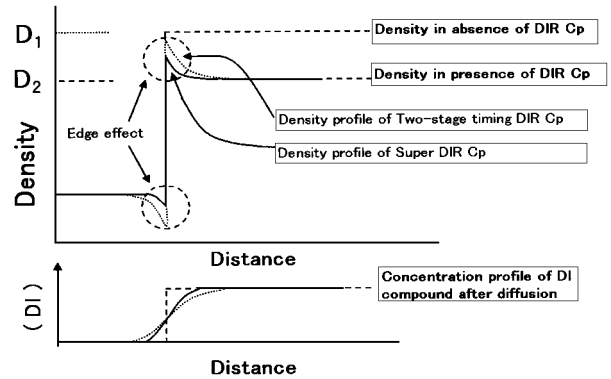 D1
Density in absence of DIR Cp
D2
Density in presence of DIR Cp
Edge effect
Density profile of Two-stage timing DIR Cp
Density profile of Super DIR Cp
Density
Distance
Concentration profile of DI
compound after diffusion
(DI)
Distance